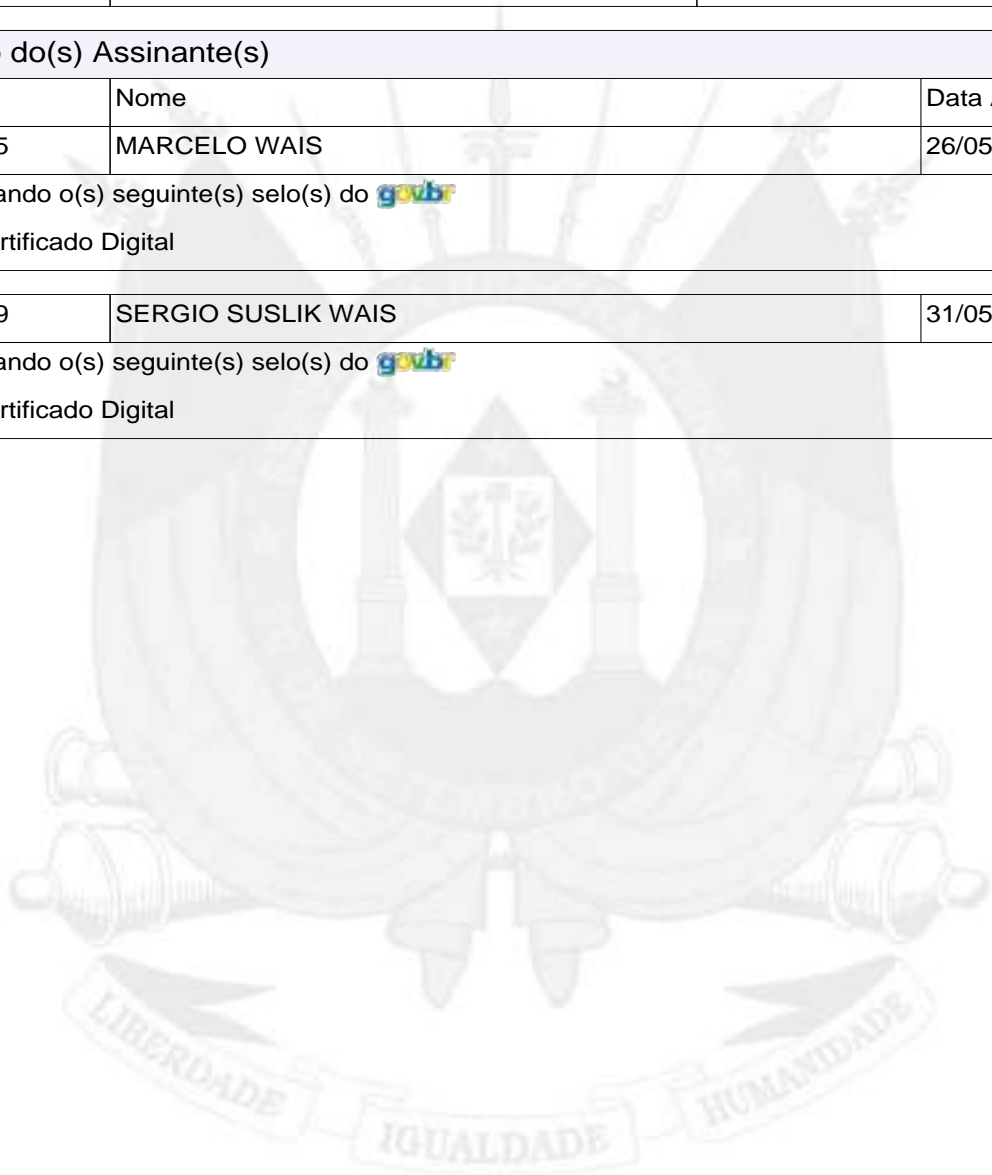 do(s) Assinante(s)
Nome Data
5 MARCELO WAIS 26/05
ando o(s) seguinte(s) selo(s) do gov.br
rtificado Digital
9 SERGIO SUSLIK WAIS 31/05
ando o(s) seguinte(s) selo(s) do gov.br
rtificado Digital
LIBERDADE IGUALDADE HUMANIDADE